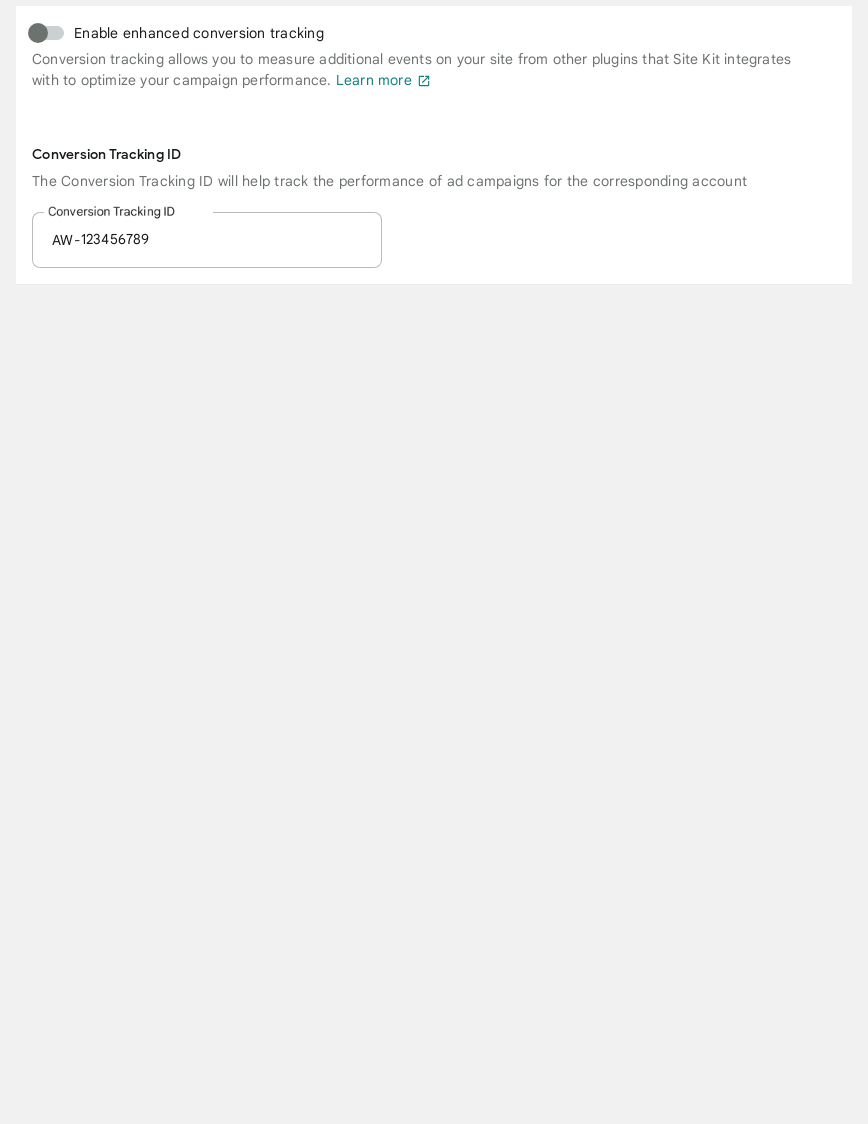 Enable enhanced conversion tracking
Conversion tracking allows you to measure additional events on your site from other plugins that Site Kit integrates
with to optimize your campaign performance. Learn more
Conversion Tracking ID
The Conversion Tracking ID will help track the performance of ad campaigns for the corresponding account
Conversion Tracking ID
AW-123456789